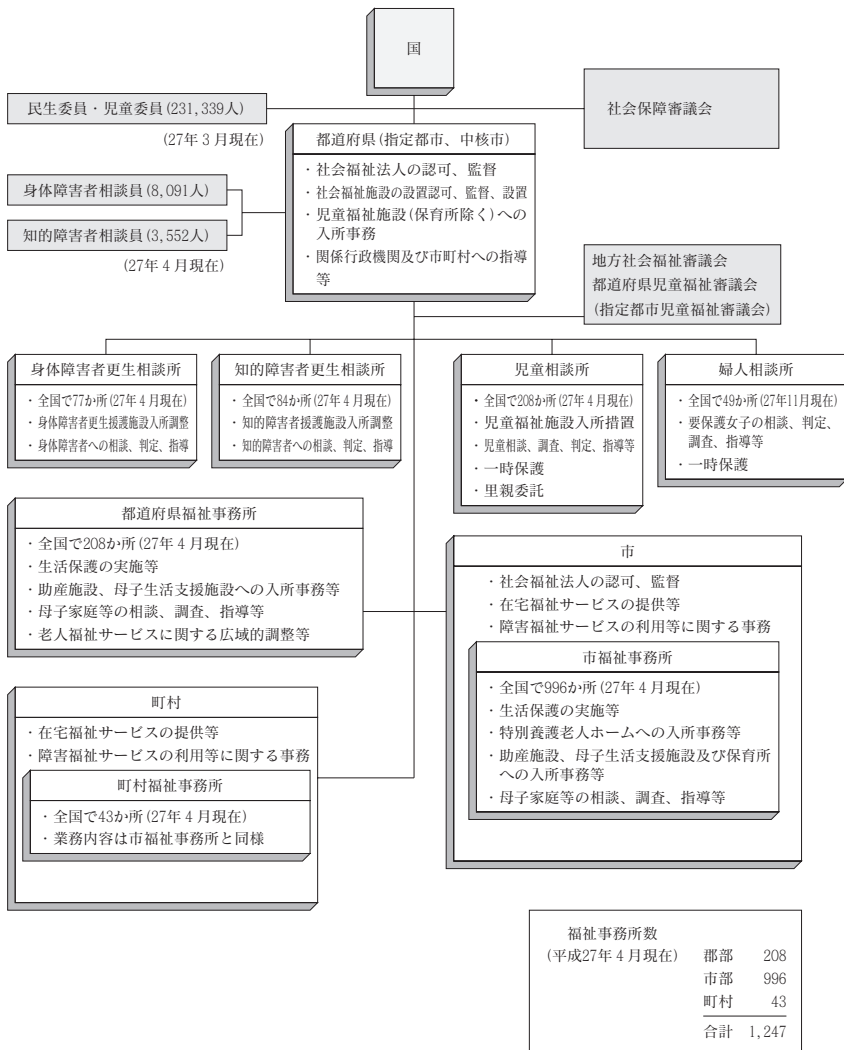 国
民生委員・児童委員(231,339人)
(27年3月現在)
社会保障審議会
都道府県(指定都市、中核市)
・社会福祉法人の認可、監督
・社会福祉施設の設置認可、監督、設置
・児童福祉施設(保育所除く)への
入所事務
・関係行政機関及び市町村への指導
等
身体障害者相談員(8,091人)
知的障害者相談員(3,552人)
(27年4月現在)
地方社会福祉審議会
都道府県児童福祉審議会
(指定都市児童福祉審議会)
身体障害者更生相談所
・全国で77か所(27年4月現在)
・身体障害者更生援護施設入所調整
・身体障害者への相談、判定、指導
知的障害者更生相談所
・全国で84か所(27年4月現在)
・知的障害者援護施設入所調整
・知的障害者への相談、判定、指導
児童相談所
・全国で208か所(27年4月現在)
・児童福祉施設入所措置
・児童相談、調査、判定、指導等
・一時保護
・里親委託
婦人相談所
・全国で49か所(27年11月現在)
・要保護女子の相談、判定、
調査、指導等
・一時保護
都道府県福祉事務所
・全国で208か所(27年4月現在)
・生活保護の実施等
・助産施設、母子生活支援施設への入所事務等
・母子家庭等の相談、調査、指導等
・老人福祉サービスに関する広域的調整等
市
・社会福祉法人の認可、監督
・在宅福祉サービスの提供等
・障害福祉サービスの利用等に関する事務
市福祉事務所
・全国で996か所(27年4月現在)
・生活保護の実施等
・特別養護老人ホームへの入所事務等
・助産施設、母子生活支援施設及び保育所
への入所事務等
・母子家庭等の相談、調査、指導等
町村
・在宅福祉サービスの提供等
・障害福祉サービスの利用等に関する事務
町村福祉事務所
・全国で43か所(27年4月現在)
・業務内容は市福祉事務所と同様
福祉事務所数
(平成27年4月現在) 郡部 208
市部 996
町村 43
合計 1,247